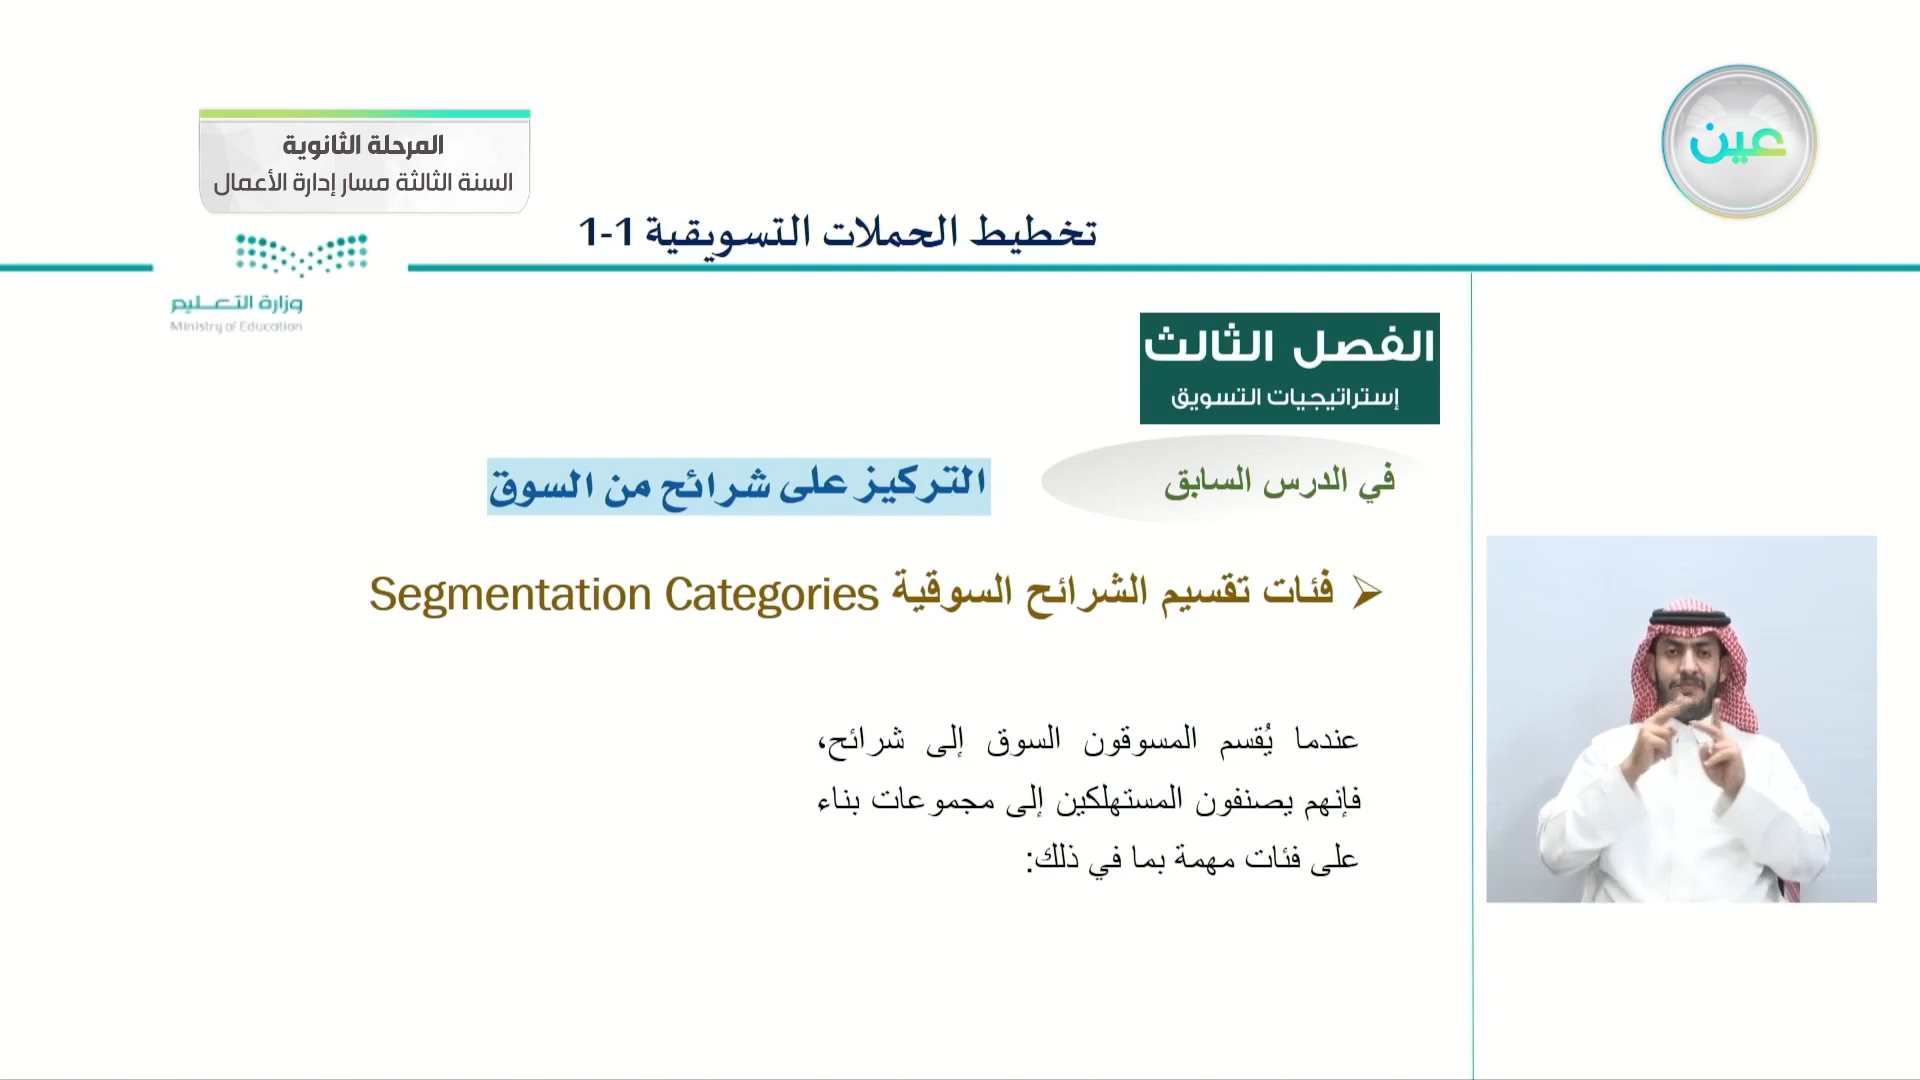 عين
المرحلة الثانوية
السنة الثالثة مسار إدارة الأعمال
تخطيط الحملات التسويقية 1-1
وزارة التعليم
Ministry of Education
الفصل الثالث
إستراتيجيات التسويق
في الدرس السابق
التركيز على شرائح من السوق
فئات تقسيم الشرائح السوقية Segmentation Categories
عندما يُقسم المسوقون السوق إلى شرائح،
فإنهم يصنفون المستهلكين إلى مجموعات بناء
على فئات مهمة بما في ذلك: